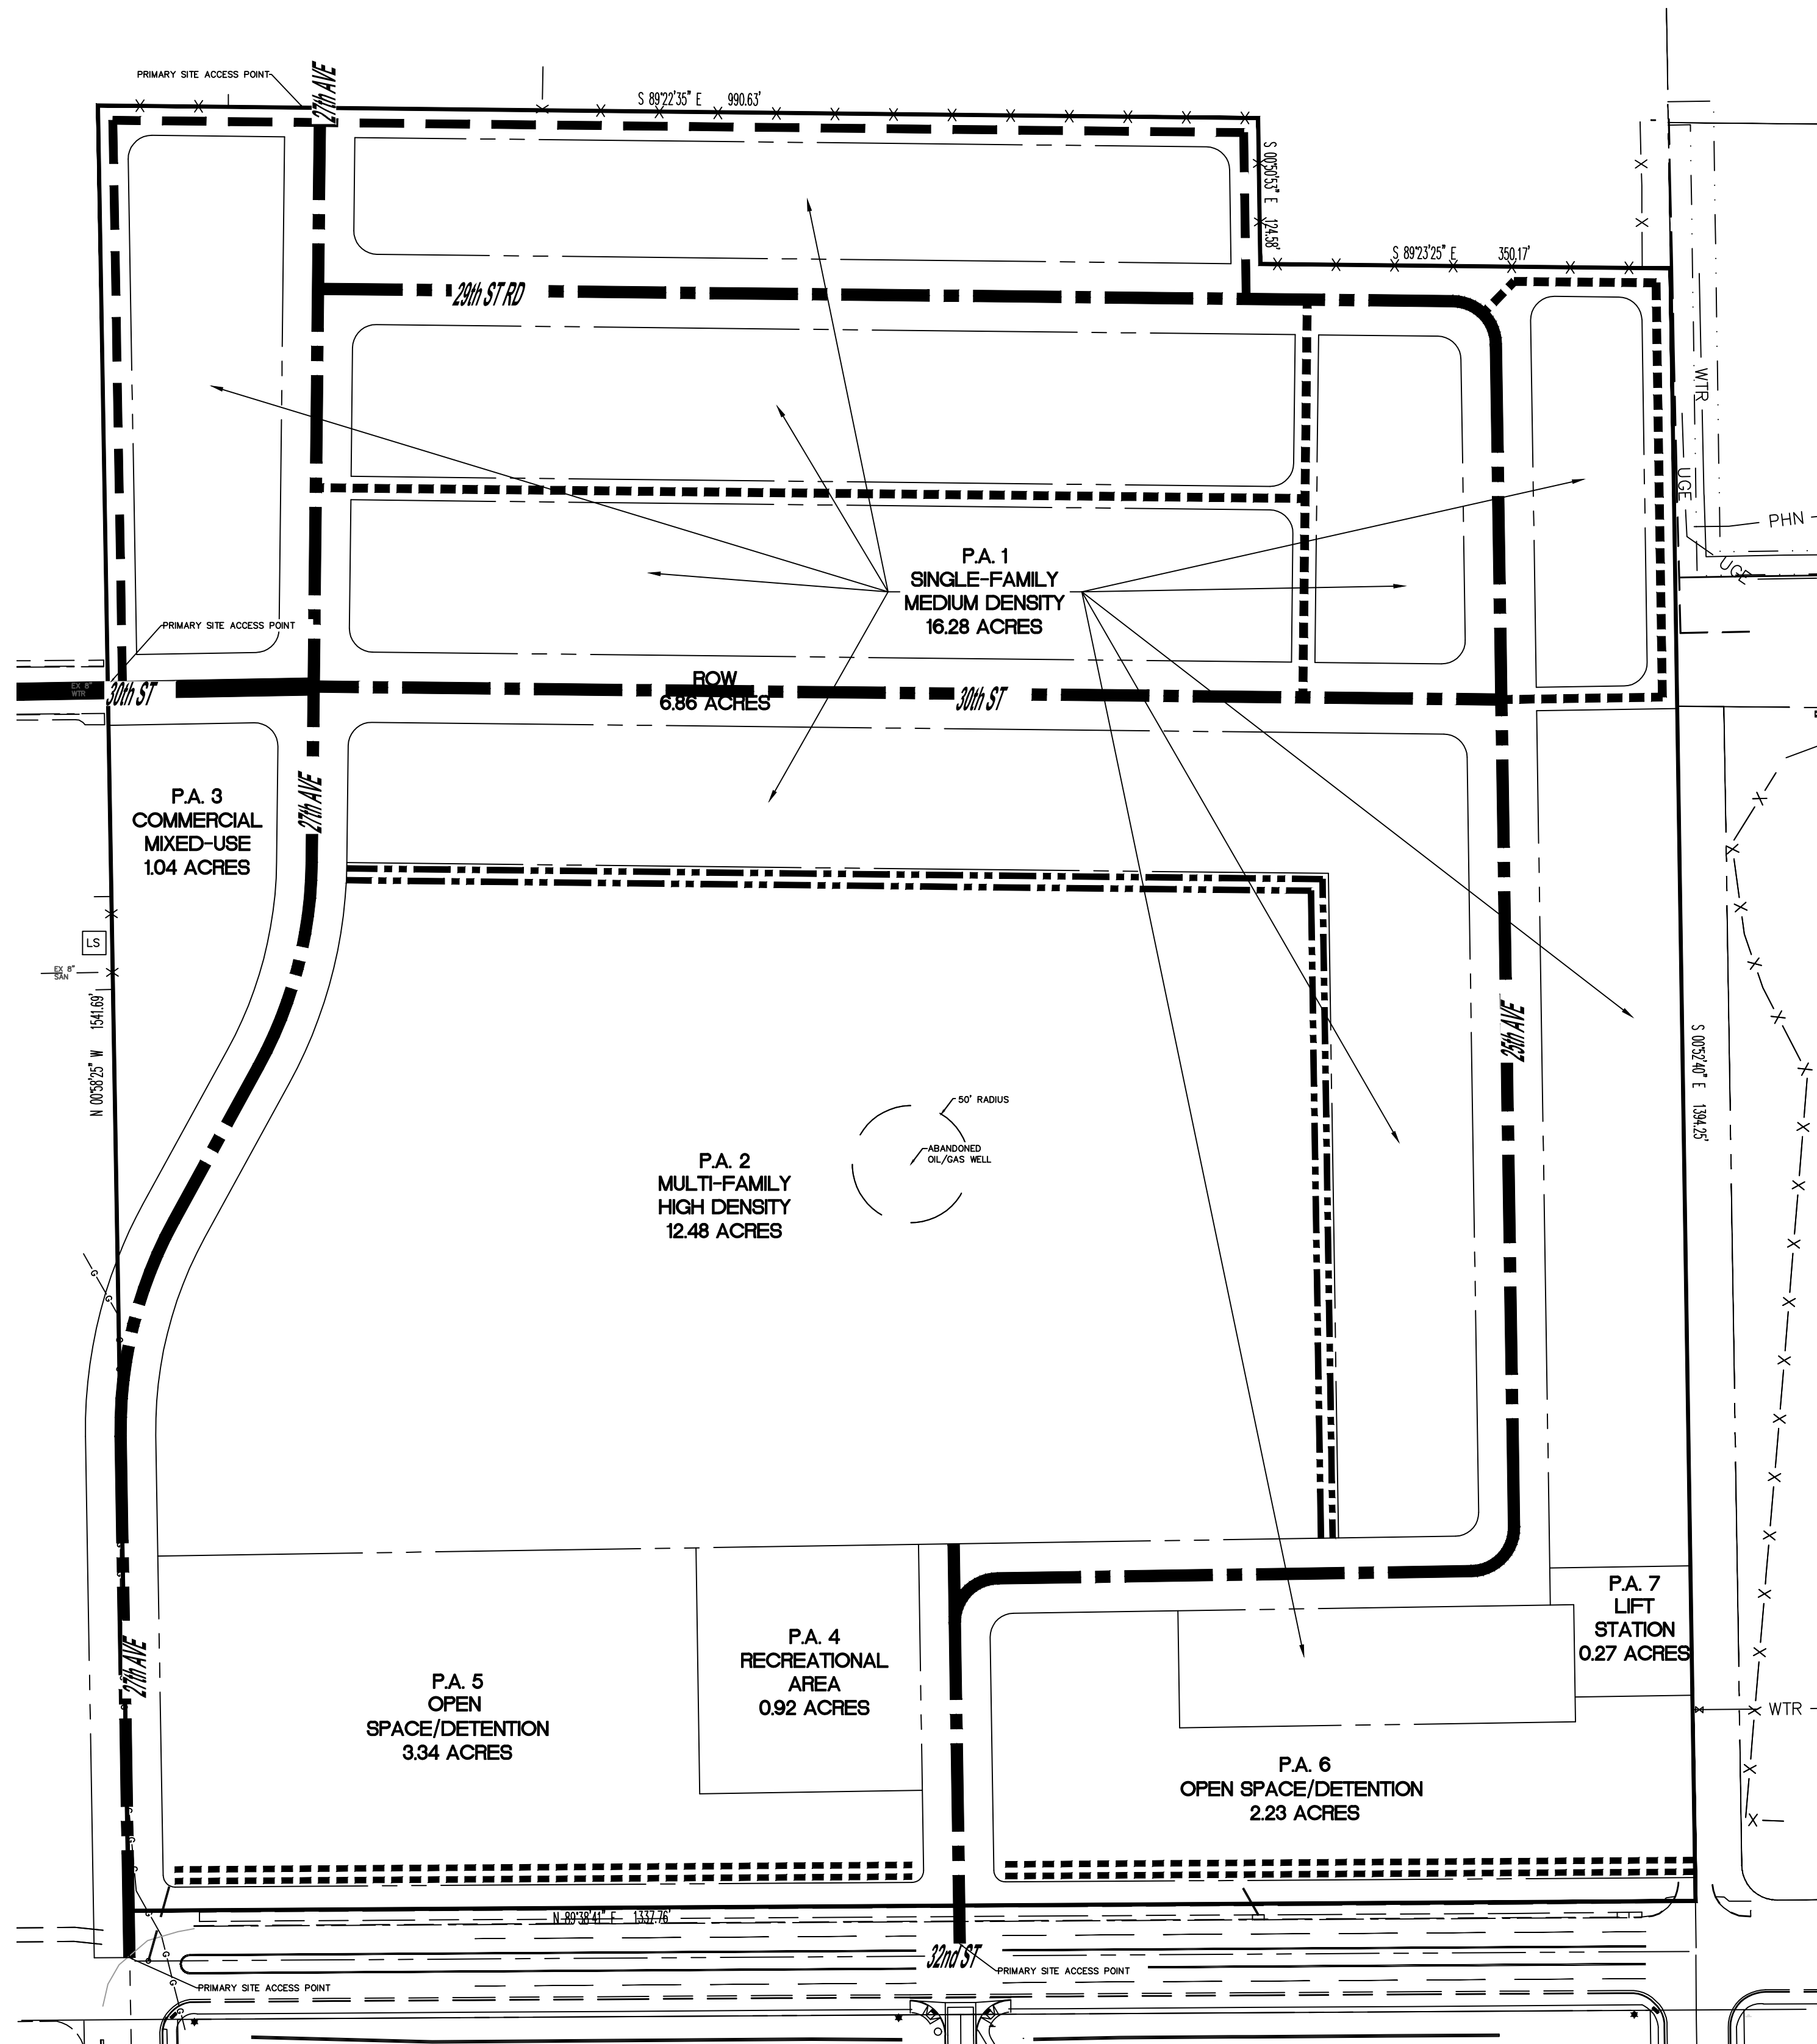 PRIMARY SITE ACCESS POINT
27th AVE
S 89°22'35" E 990.63'
S 00°50'53" E 124.58'
S 89°23'25" E 350.17'
29th ST RD
WTR
UGE
PHN
UGE
P.A. 1
SINGLE-FAMILY
MEDIUM DENSITY
16.28 ACRES
PRIMARY SITE ACCESS POINT
EX 8"
WTR
30th ST
ROW
6.86 ACRES
30th ST
27th AVE
P.A. 3
COMMERCIAL
MIXED-USE
1.04 ACRES
LS
EX 8"
SAN
N 00°58'25" W 1541.69'
25th AVE
S 00°52'40" E 1394.25'
50' RADIUS
ABANDONED
OIL/GAS WELL
P.A. 2
MULTI-FAMILY
HIGH DENSITY
12.48 ACRES
G
G
P.A. 7
LIFT
STATION
0.27 ACRES
27th AVE
P.A. 4
RECREATIONAL
AREA
0.92 ACRES
P.A. 5
OPEN
SPACE/DETENTION
3.34 ACRES
WTR
P.A. 6
OPEN SPACE/DETENTION
2.23 ACRES
N 89°38'41" E 1337.76'
32nd ST
PRIMARY SITE ACCESS POINT
PRIMARY SITE ACCESS POINT
G
G
G